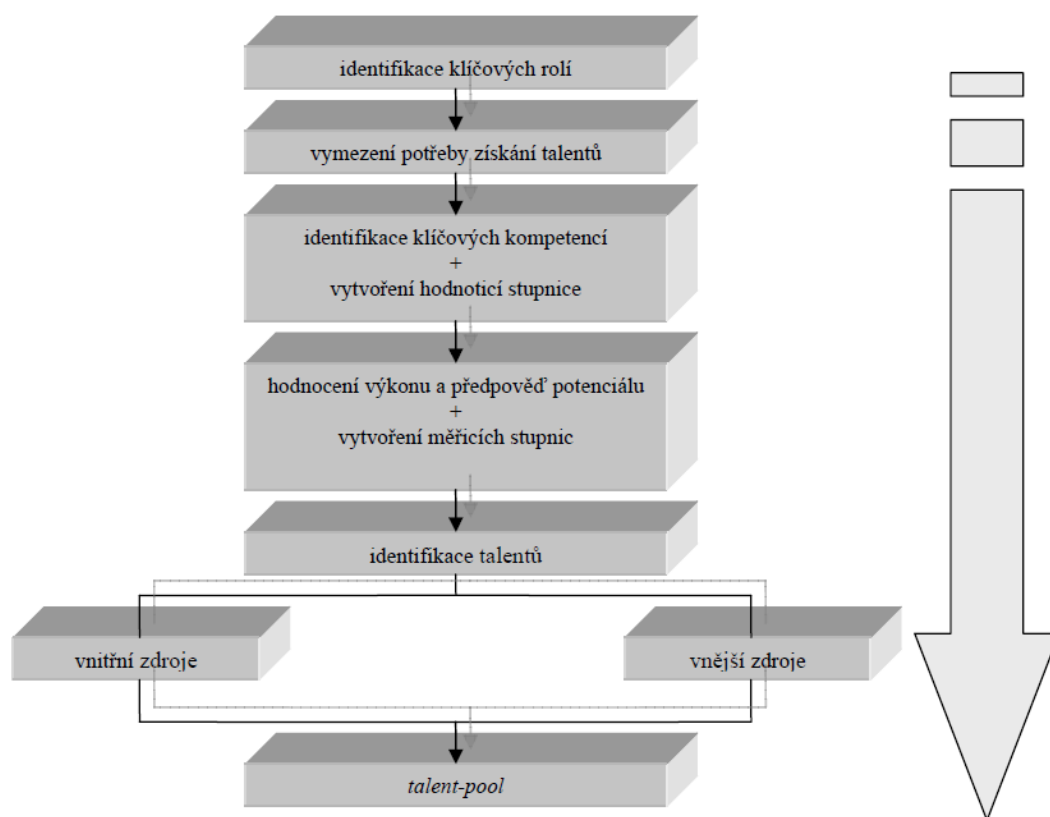 identifikace klíčových rolí
vymezení potřeby získání talentů
identifikace klíčových kompetencí
+
vytvoření hodnoticí stupnice
hodnocení výkonu a předpověď potenciálu
+
vytvoření měřicích stupnic
identifikace talentů
vnitřní zdroje
vnější zdroje
talent-pool